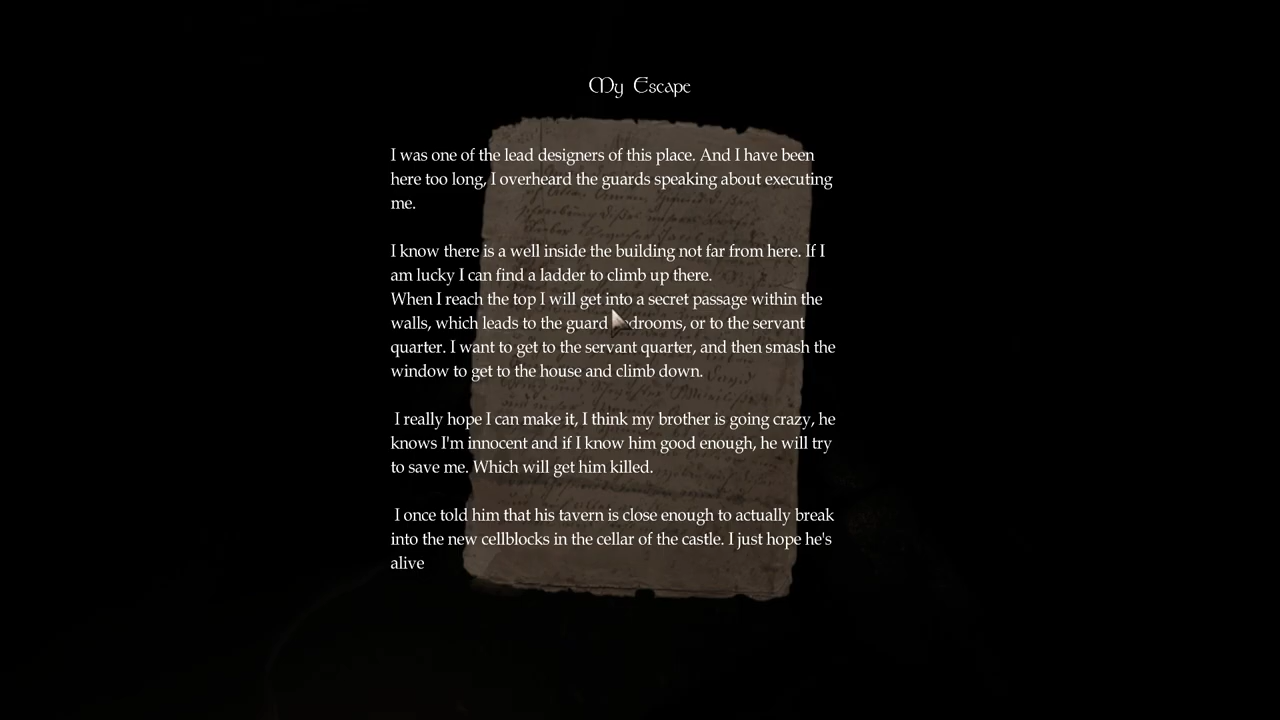 My Escape
I was one of the lead designers of this place. And I have been
here too long, I overheard the guards speaking about executing
me.
I know there is a well inside the building not far from here. If I
am lucky I can find a ladder to climb up there.
When I reach the top I will get into a secret passage within the
walls, which leads to the guard drooms, or to the servant
quarter. I want to get to the servant quarter, and then smash the
window to get to the house and climb down.
I really hope I can make it, I think my brother is going crazy, he
knows I'm innocent and if I know him good enough, he will try
to save me. Which will get him killed.
I once told him that his tavern is close enough to actually break
into the new cellblocks in the cellar of the castle. I just hope he's
alive